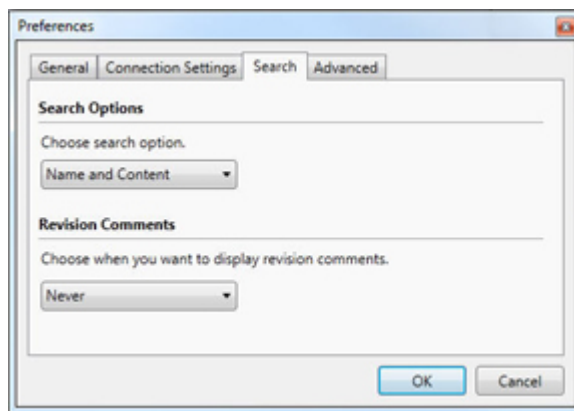 Preferences
General Connection Settings Search Advanced
Search Options
Choose search option.
Name and Content
Revision Comments
Choose when you want to display revision comments.
Never
OK Cancel